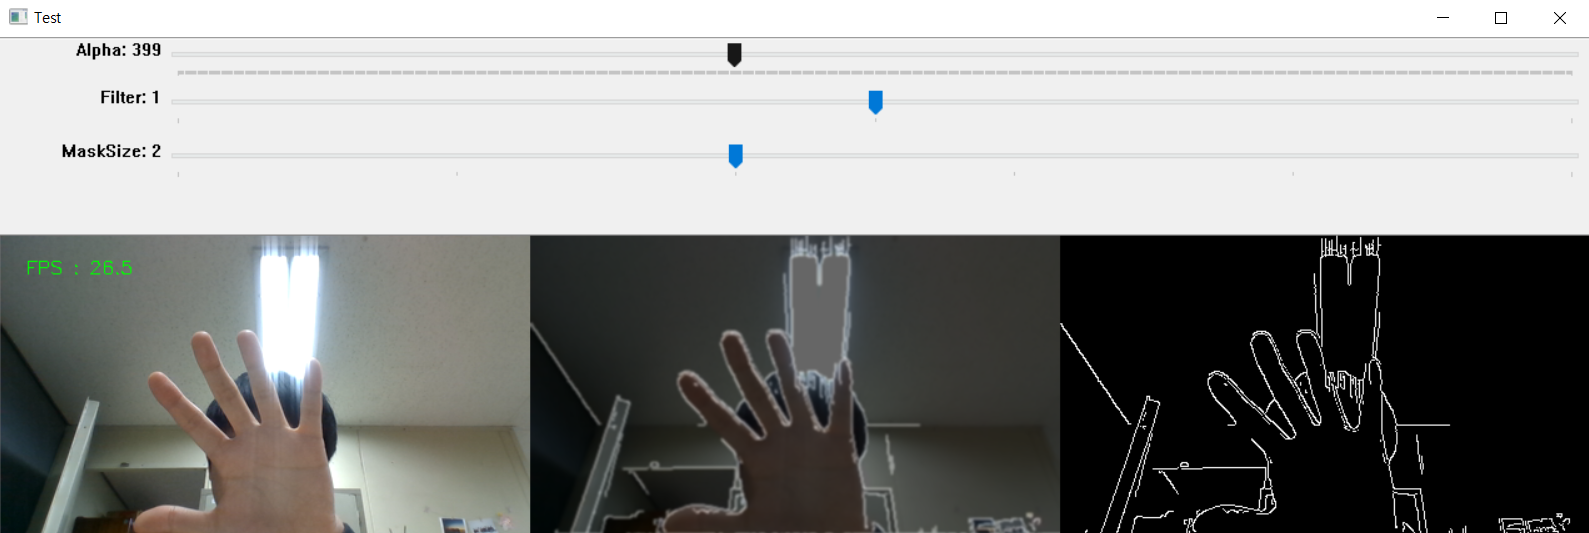 Test
Alpha: 399
Filter: 1
MaskSize: 2
FPS : 26.5